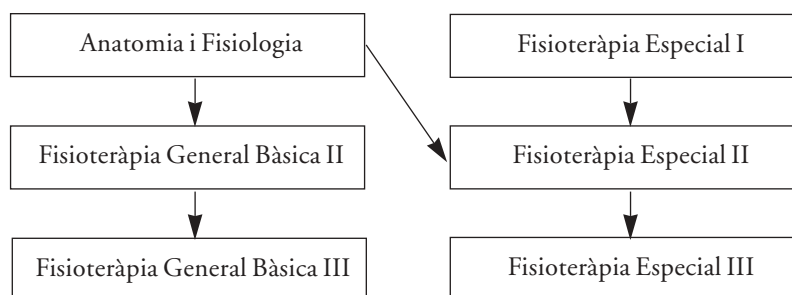 Anatomia i Fisiologia
Fisioteràpia Especial I
Fisioteràpia General Bàsica II
Fisioteràpia Especial II
Fisioteràpia General Bàsica III
Fisioteràpia Especial III